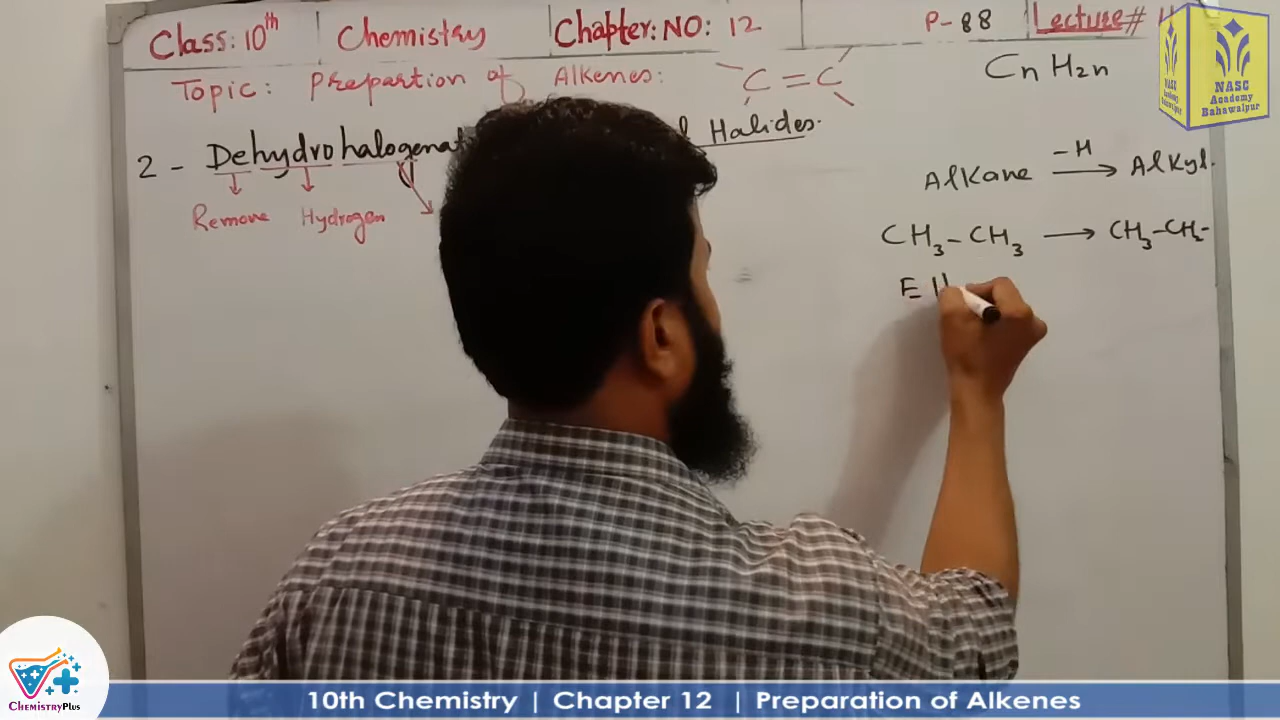 Class: 10th Chemistry Chapter: NO: 12 P-88 Lecture#
Topic: Prepartion of Alkenes: C=C CnH2n
2 - Dehydrohalogenat Halides.
Remove Hydrogen
Alkane -H → Alkyl.
CH3-CH3 → CH3-CH2-
NASC
Academy
Bahawalpur
ChemistryPlus
10th Chemistry | Chapter 12 | Preparation of Alkenes